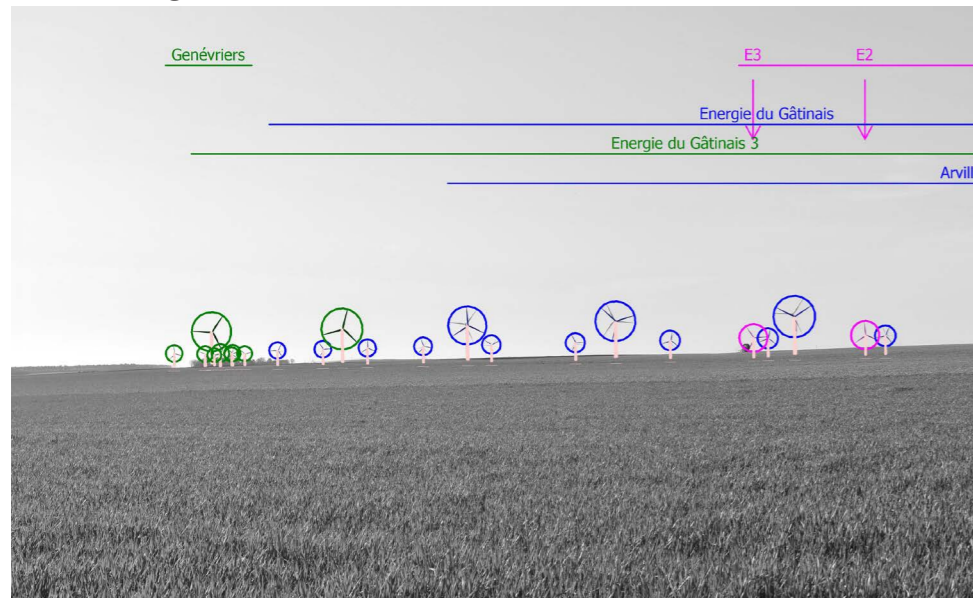 Genévriers
E3
E2
Energie du Gâtinais
Energie du Gâtinais 3
Arvill